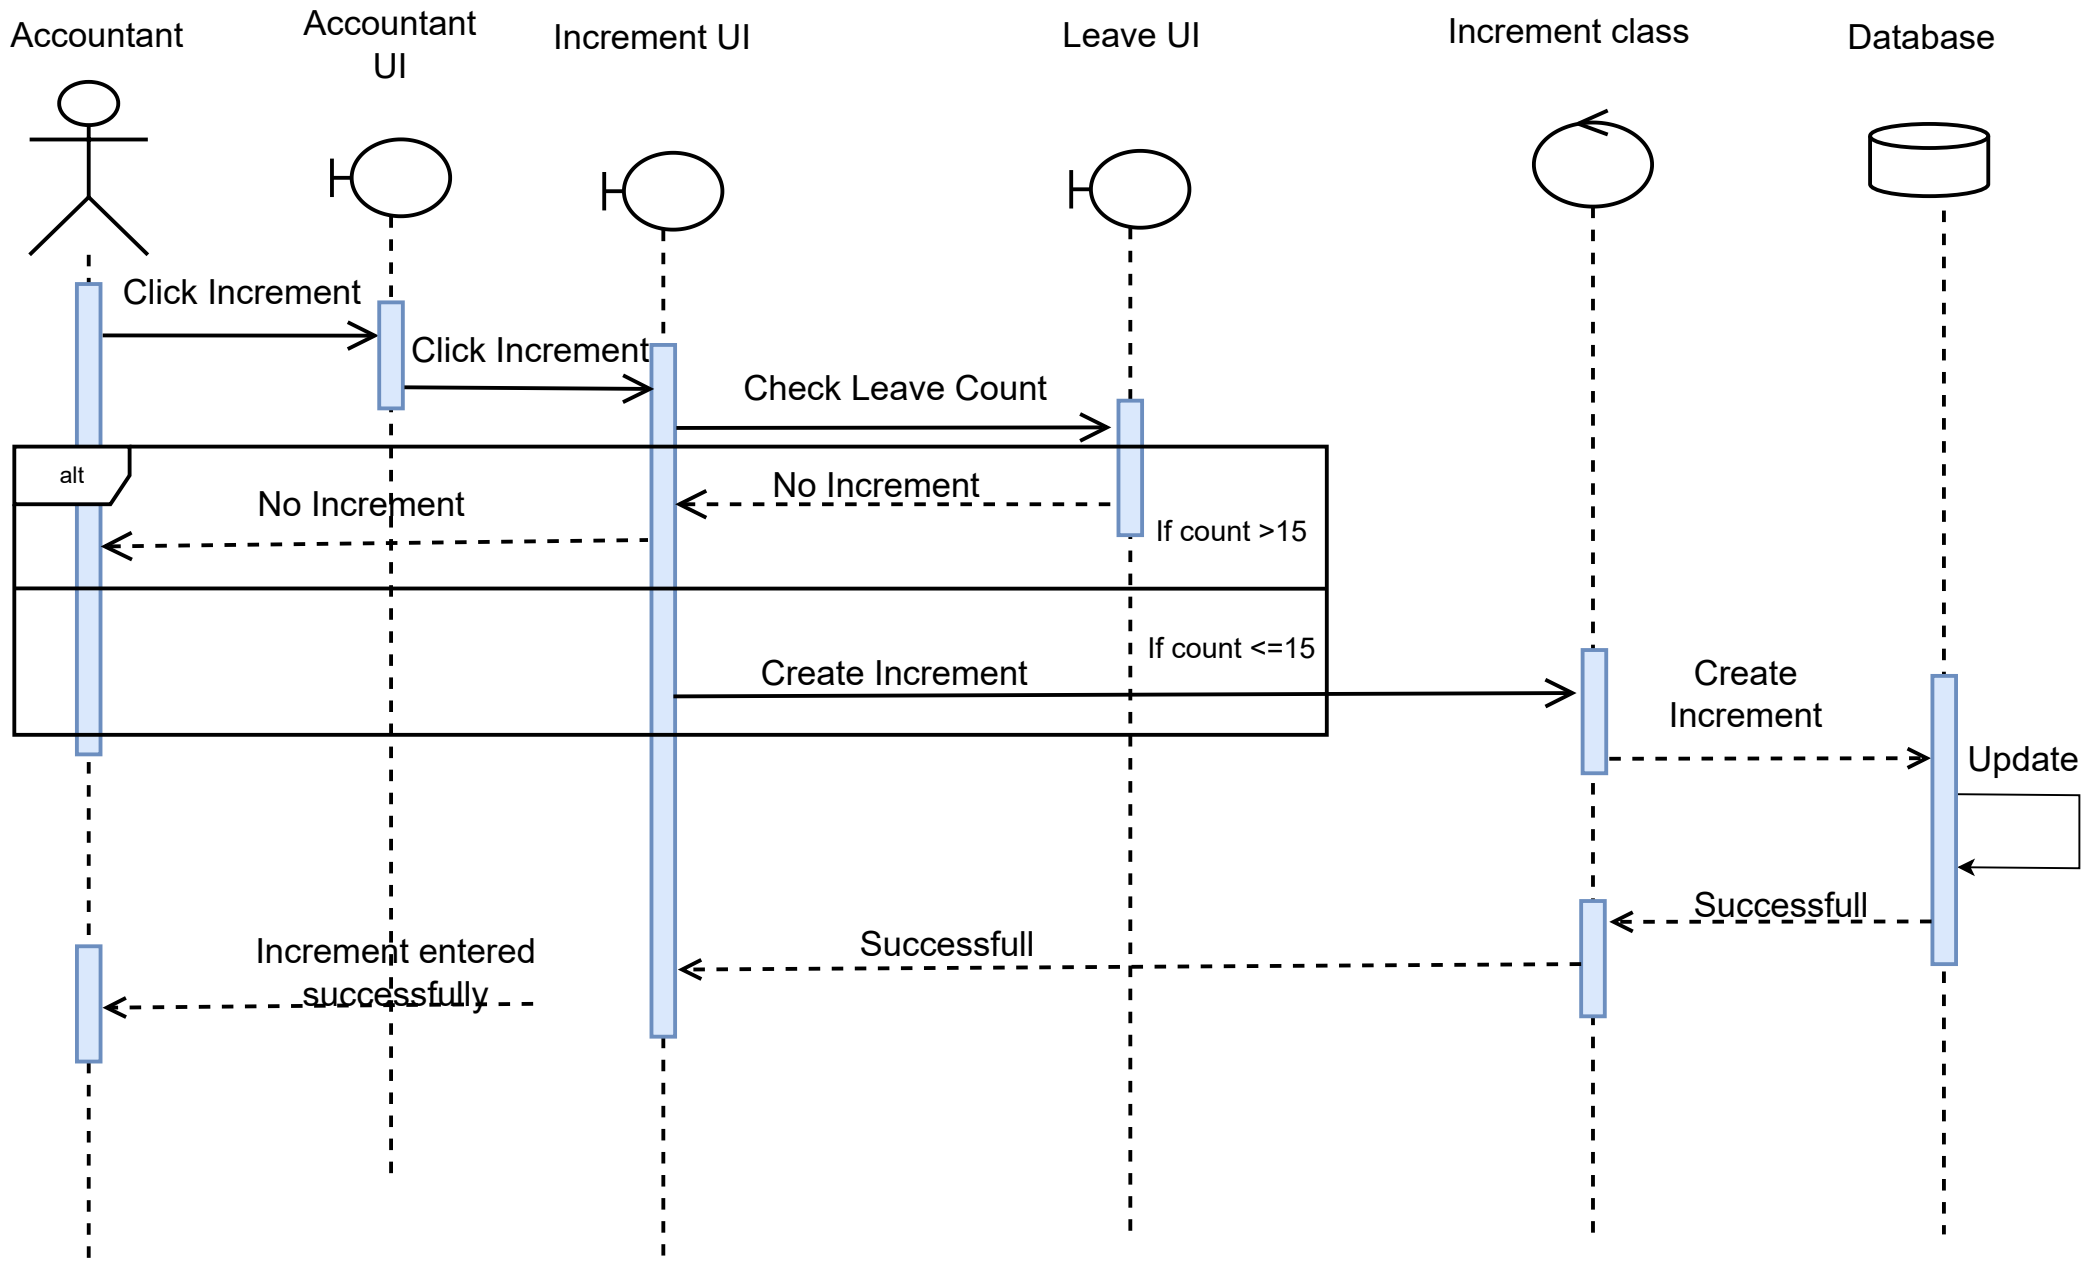 Accountant
Accountant
UI
Increment UI
Leave UI
Increment class
Database
Click Increment
Click Increment
Check Leave Count
alt
No Increment
No Increment
If count >15
If count <=15
Create Increment
Create
Increment
Update
Successfull
Successfull
Increment entered
successfully